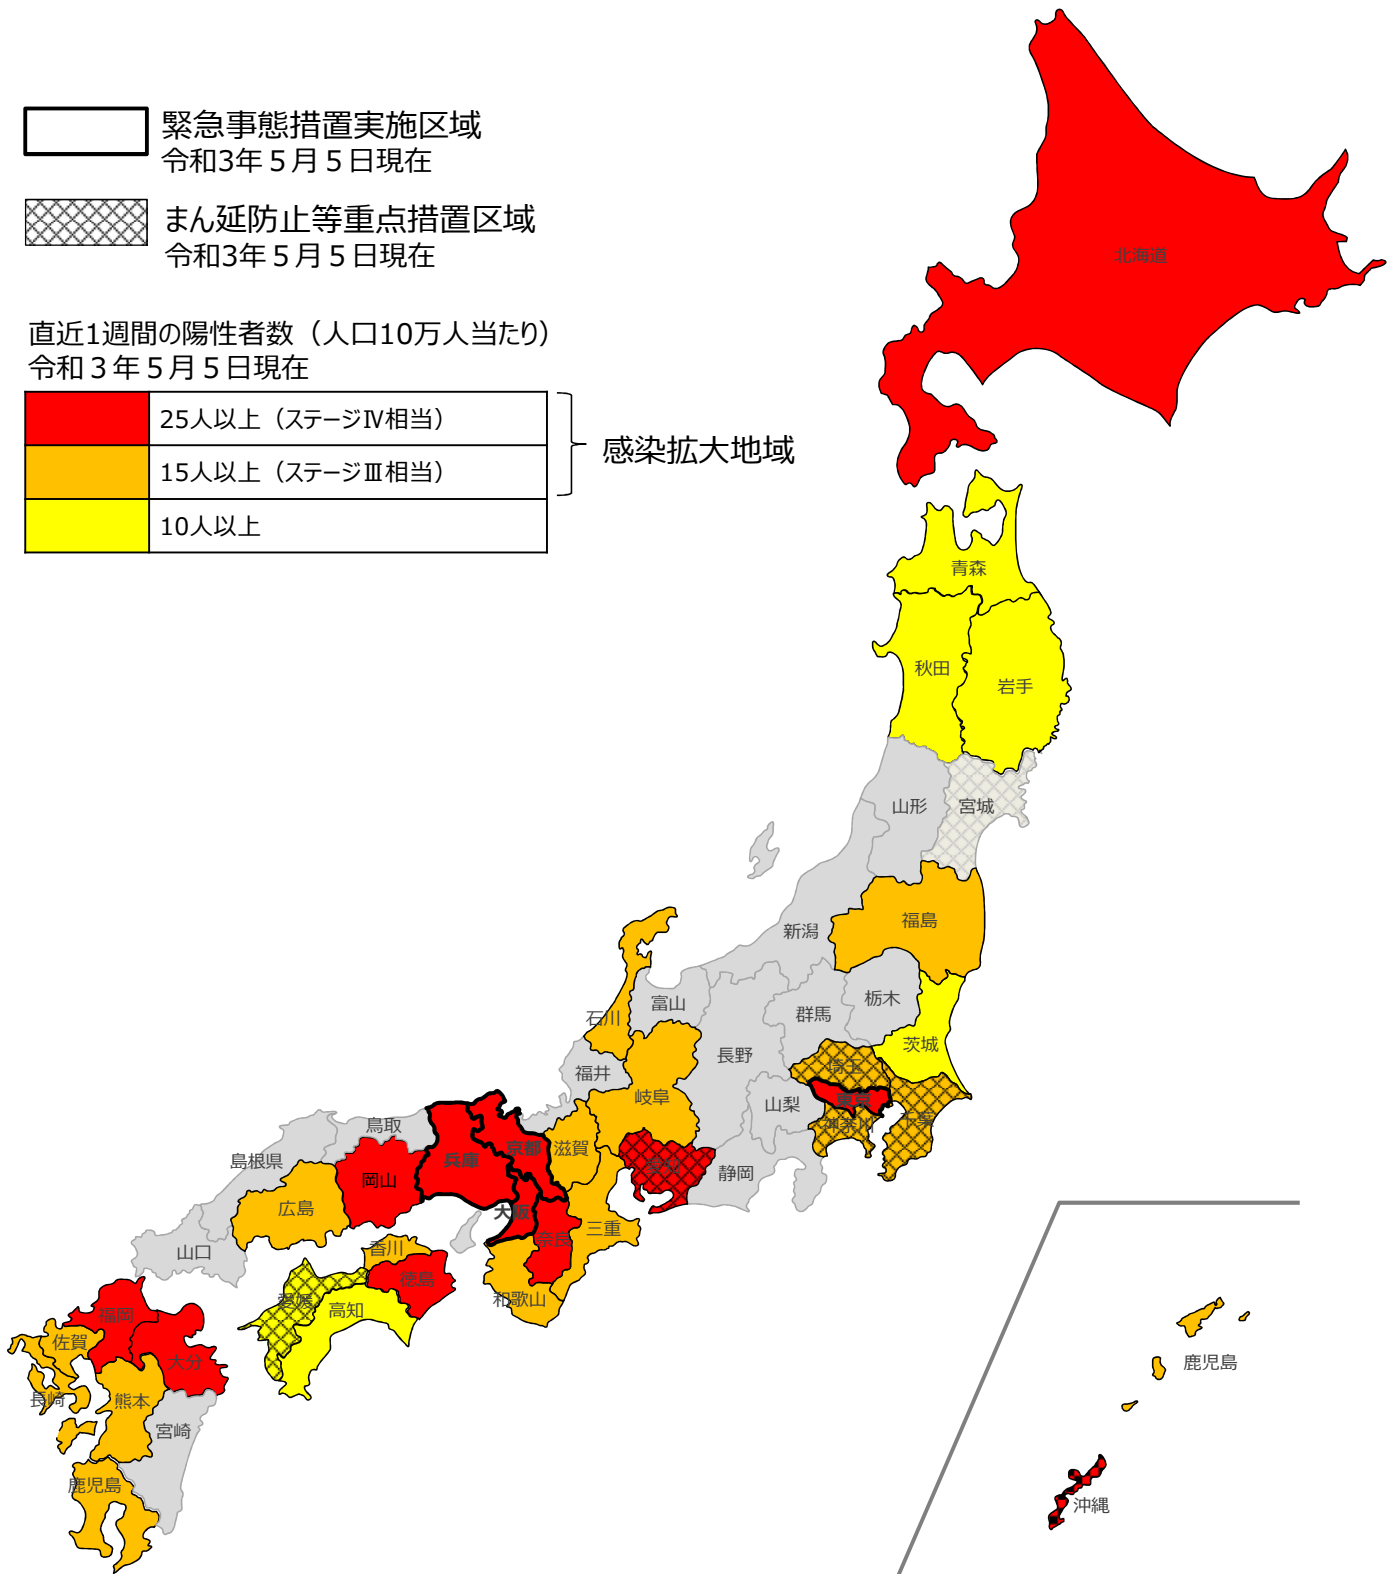 緊急事態措置実施区域
令和3年５月５日現在
まん延防止等重点措置区域
令和3年５月５日現在
直近1週間の陽性者数（人口10万人当たり）
令和３年５月５日現在
25人以上（ステージⅣ相当）
15人以上（ステージⅢ相当）
10人以上
感染拡大地域
北海道
青森
秋田
岩手
山形
宮城
福島
新潟
栃木
群馬
茨城
埼玉
東京
千葉
神奈川
山梨
長野
富山
石川
福井
岐阜
静岡
愛知
滋賀
三重
京都
兵庫
大阪
奈良
和歌山
鳥取
島根県
岡山
広島
山口
香川
徳島
愛媛
高知
福岡
佐賀
大分
長崎
熊本
宮崎
鹿児島
鹿児島
沖縄